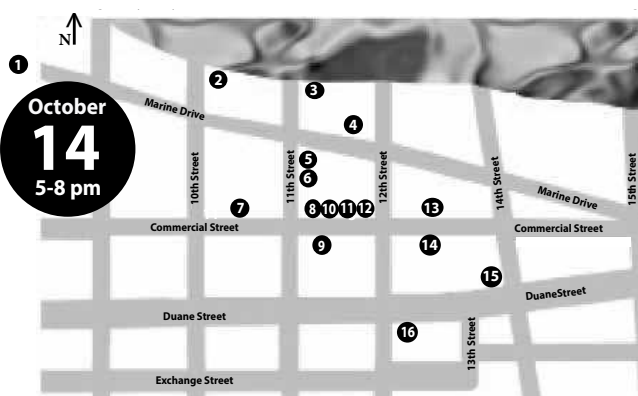 N
1
October
14
5-8 pm
2
3
4
Marine Drive
5
6
10th Street
11th Street
12th Street
14th Street
15th Street
Marine Drive
7
8
10
11
12
13
Commercial Street
Commercial Street
9
14
15
DuaneStreet
Duane Street
16
13th Street
Exchange Street